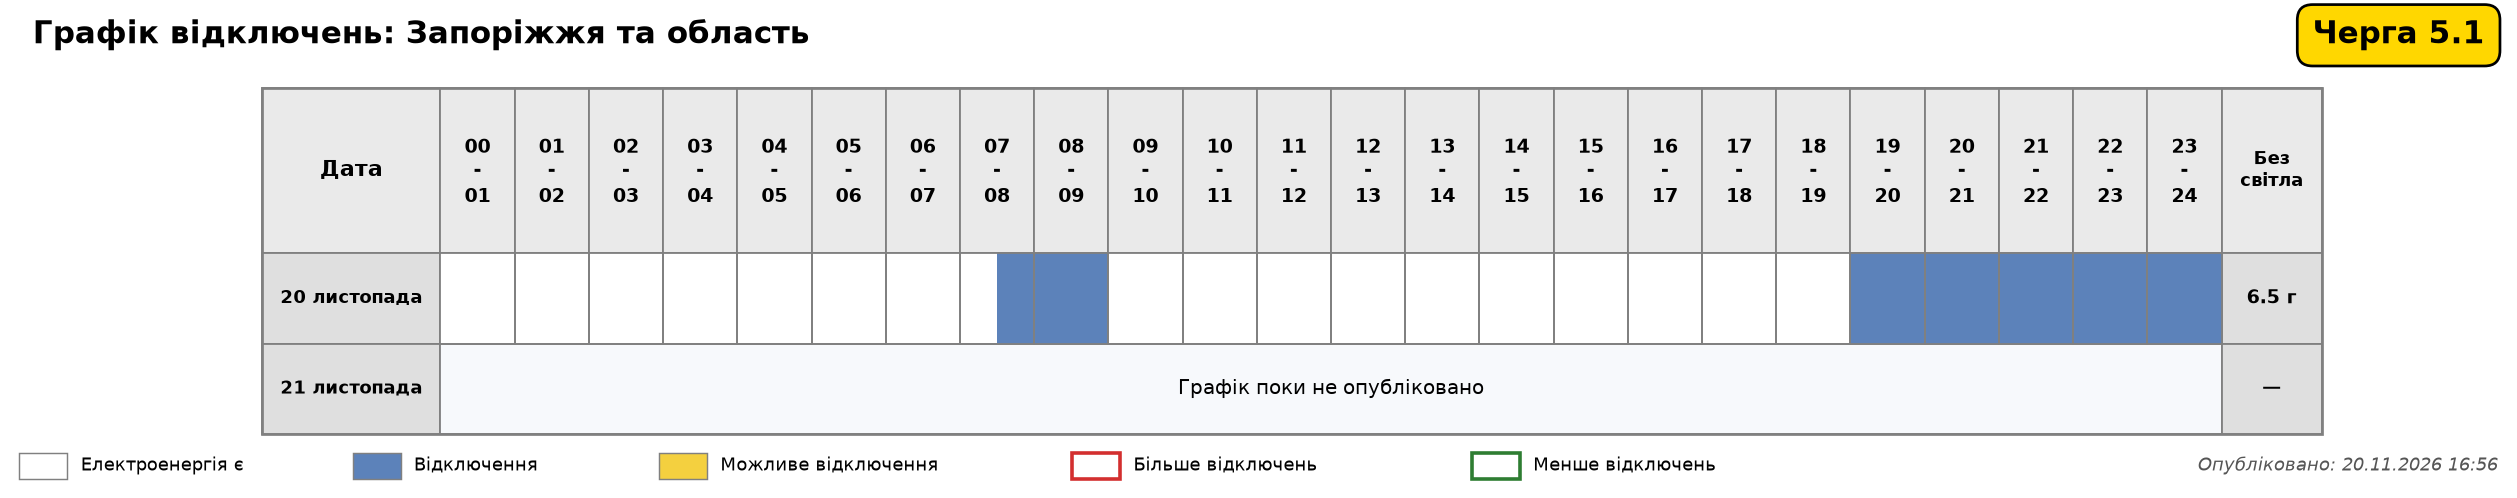 Графік відключень: Запоріжжя та область
Черга 5.1
Дата
00 - 01
01 - 02
02 - 03
03 - 04
04 - 05
05 - 06
06 - 07
07 - 08
08 - 09
09 - 10
10 - 11
11 - 12
12 - 13
13 - 14
14 - 15
15 - 16
16 - 17
17 - 18
18 - 19
19 - 20
20 - 21
21 - 22
22 - 23
23 - 24
Без
світла
20 листопада
6.5 г
21 листопада
Графік поки не опубліковано
—
Електроенергія є
Відключення
Можливе відключення
Більше відключень
Менше відключень
Опубліковано: 20.11.2026 16:56